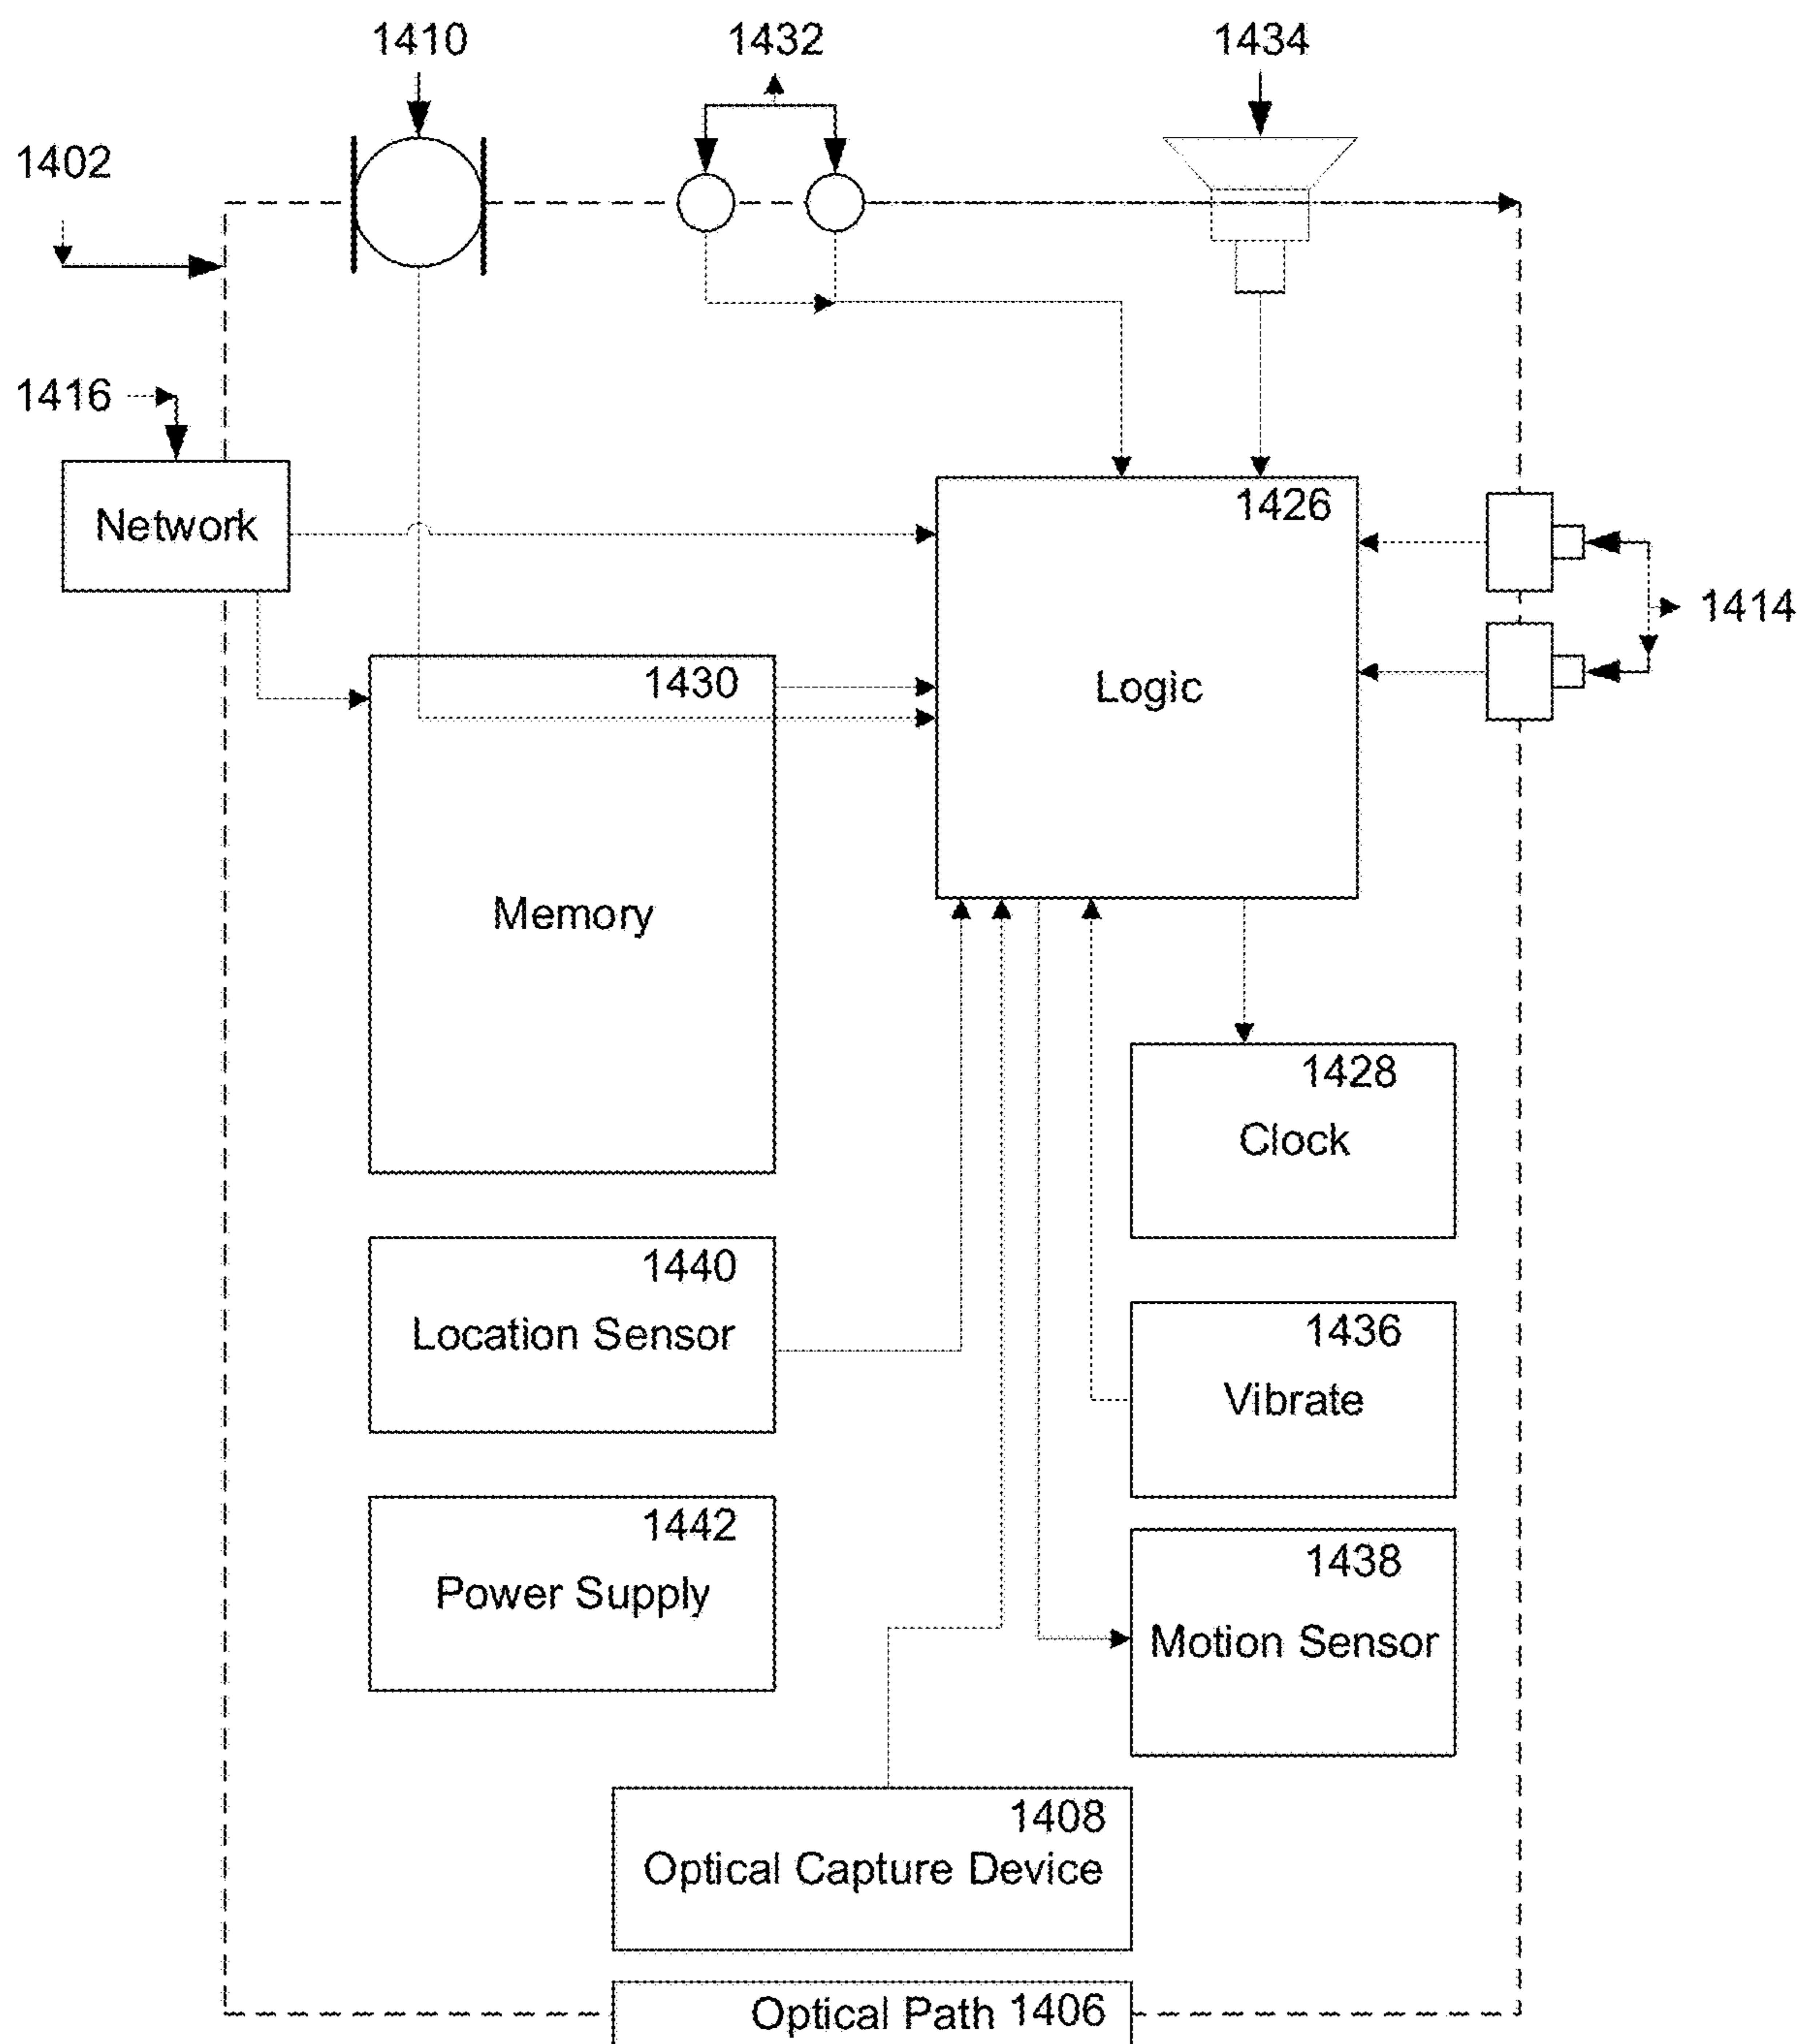 1410
1432
1434
1402
1416
Network
1426
Logic
1414
1430
Memory
1428
Clock
1440
Location Sensor
1436
Vibrate
1442
Power Supply
1438
Motion Sensor
1408
Optical Capture Device
Optical Path 1406